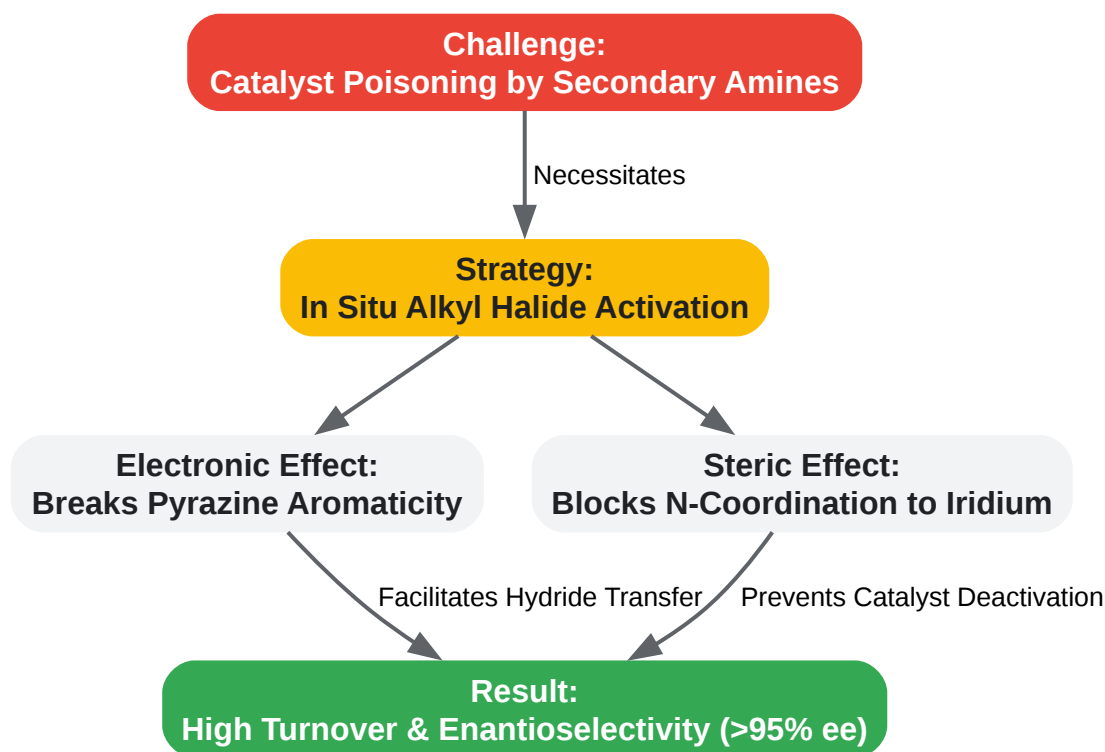 Challenge:
Catalyst Poisoning by Secondary Amines
Necessitates
Strategy:
In Situ Alkyl Halide Activation
Electronic Effect:
Breaks Pyrazine Aromaticity
Steric Effect:
Blocks N-Coordination to Iridium
Facilitates Hydride Transfer
Prevents Catalyst Deactivation
Result:
High Turnover & Enantioselectivity (>95% ee)